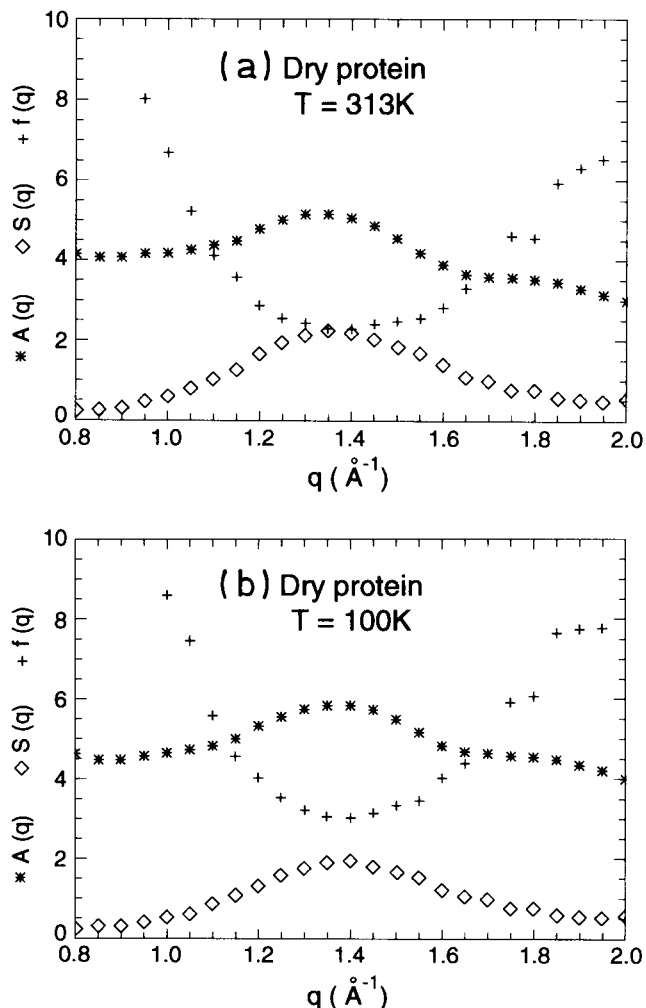 (a) Dry protein
T = 313K
* A (q) ◇ S (q) + f (q)
10
8
6
4
2
0
0.8 1.0 1.2 1.4 1.6 1.8 2.0
q ( Å⁻¹)
(b) Dry protein
T = 100K
* A (q) ◇ S (q) + f (q)
10
8
6
4
2
0
0.8 1.0 1.2 1.4 1.6 1.8 2.0
q ( Å⁻¹)